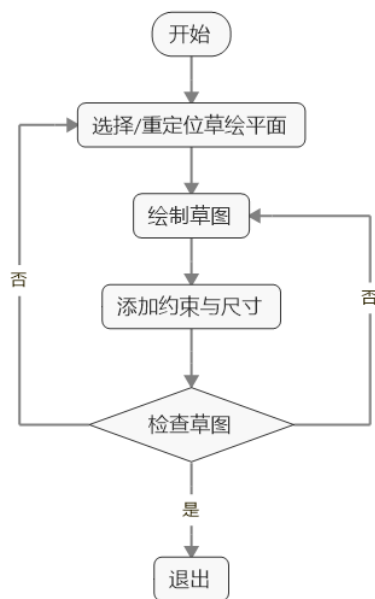 开始
选择/重定位草绘平面
绘制草图
否
否
添加约束与尺寸
检查草图
是
退出